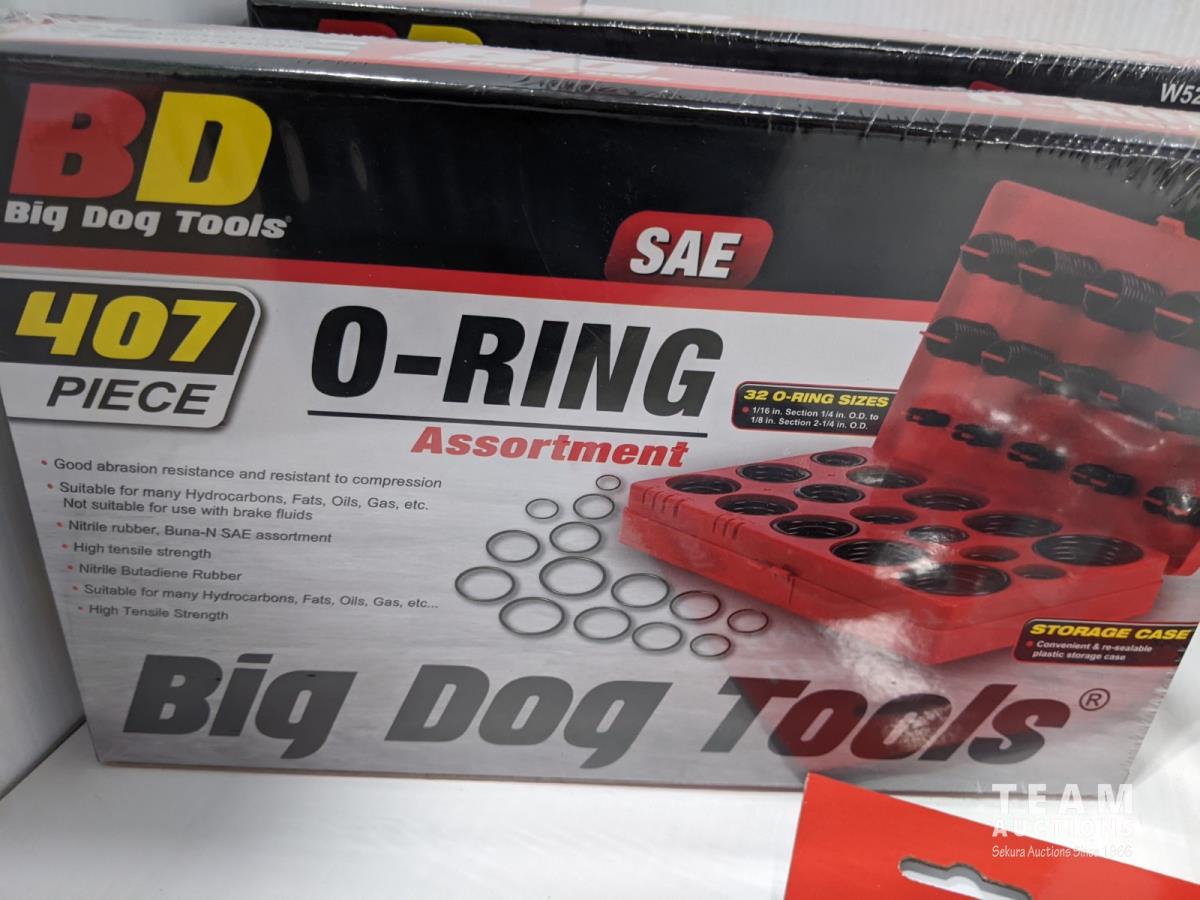 W52
BD
Big Dog Tools
SAE
407
PIECE
O-RING
Assortment
32 O-RING SIZES
• 1/16 in. Section 1/4 in. O.D. to
1/8 in. Section 2-1/4 in. O.D.
• Good abrasion resistance and resistant to compression
• Suitable for many Hydrocarbons, Fats, Oils, Gas, etc.
Not suitable for use with brake fluids
• Nitrile rubber, Buna-N SAE assortment
• High tensile strength
• Nitrile Butadiene Rubber
• Suitable for many Hydrocarbons, Fats, Oils, Gas, etc...
• High Tensile Strength
STORAGE CASE
• Convenient & re-sealable
plastic storage case
Big Dog Tools®
TEAM
AUCTIONS
Sekura Auctions Since 1966